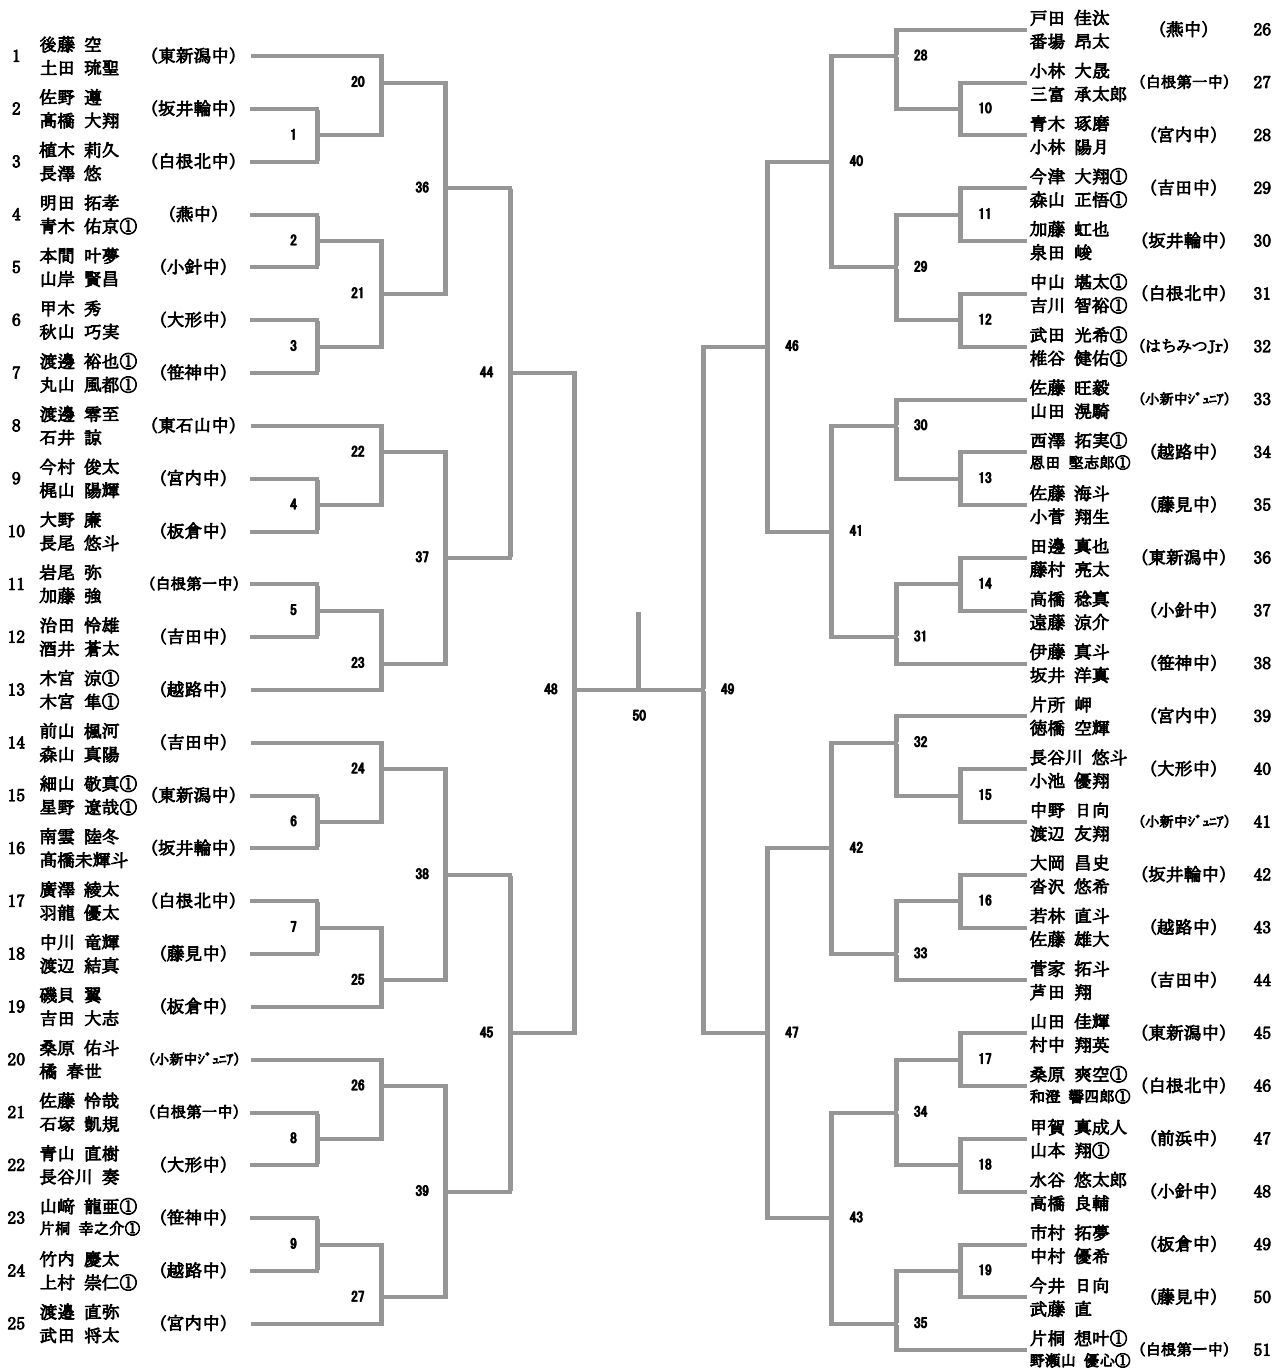 1 後藤 空 (東新潟中)
土田 琉聖
2 佐野 遵 (坂井輪中)
髙橋 大翔
3 植木 莉久 (白根北中)
長澤 悠
4 明田 拓孝 (燕中)
青木 佑京①
5 本間 叶夢 (小針中)
山岸 賢昌
6 甲木 秀 (大形中)
秋山 巧実
7 渡邊 裕也① (笹神中)
丸山 風都①
8 渡邊 零至 (東石山中)
石井 諒
9 今村 俊太 (宮内中)
梶山 陽輝
10 大野 廉 (板倉中)
長尾 悠斗
11 岩尾 弥 (白根第一中)
加藤 強
12 治田 怜雄 (吉田中)
酒井 蒼太
13 木宮 涼① (越路中)
木宮 隼①
14 前山 楓河 (吉田中)
森山 真陽
15 細山 敬真① (東新潟中)
星野 遼哉①
16 南雲 陸冬 (坂井輪中)
髙橋未輝斗
17 廣澤 綾太 (白根北中)
羽龍 優太
18 中川 竜輝 (藤見中)
渡辺 結真
19 磯貝 翼 (板倉中)
吉田 大志
20 桑原 佑斗 (小新中ジュニア)
橘 春世
21 佐藤 怜哉 (白根第一中)
石塚 凱規
22 青山 直樹 (大形中)
長谷川 奏
23 山﨑 龍亜① (笹神中)
片桐 幸之介①
24 竹内 慶太 (越路中)
上村 崇仁①
25 渡邉 直弥 (宮内中)
武田 将太
1
2
3
4
5
6
7
8
9
20
21
22
23
24
25
26
27
36
37
38
39
44
45
48
50
49
46
47
40
41
42
43
28
29
30
31
32
33
34
35
10
11
12
13
14
15
16
17
18
19
戸田 佳汰 (燕中) 26
番場 昂太
小林 大晟 (白根第一中) 27
三富 承太郎
青木 琢磨 (宮内中) 28
小林 陽月
今津 大翔① (吉田中) 29
森山 正悟①
加藤 虹也 (坂井輪中) 30
泉田 峻
中山 堪太① (白根北中) 31
吉川 智裕①
武田 光希① (はちみつJr) 32
椎谷 健佑①
佐藤 旺毅 (小新中ジュニア) 33
山田 滉騎
西澤 拓実① (越路中) 34
恩田 堅志郎①
佐藤 海斗 (藤見中) 35
小菅 翔生
田邊 真也 (東新潟中) 36
藤村 亮太
高橋 稔真 (小針中) 37
遠藤 涼介
伊藤 真斗 (笹神中) 38
坂井 洋真
片所 岬 (宮内中) 39
徳橋 空輝
長谷川 悠斗 (大形中) 40
小池 優翔
中野 日向 (小新中ジュニア) 41
渡辺 友翔
大岡 昌史 (坂井輪中) 42
沓沢 悠希
若林 直斗 (越路中) 43
佐藤 雄大
菅家 拓斗 (吉田中) 44
芦田 翔
山田 佳輝 (東新潟中) 45
村中 翔英
桑原 爽空① (白根北中) 46
和澄 響四郎①
甲賀 真成人 (前浜中) 47
山本 翔①
水谷 悠太郎 (小針中) 48
高橋 良輔
市村 拓夢 (板倉中) 49
中村 優希
今井 日向 (藤見中) 50
武藤 直
片桐 想叶① (白根第一中) 51
野瀬山 優心①